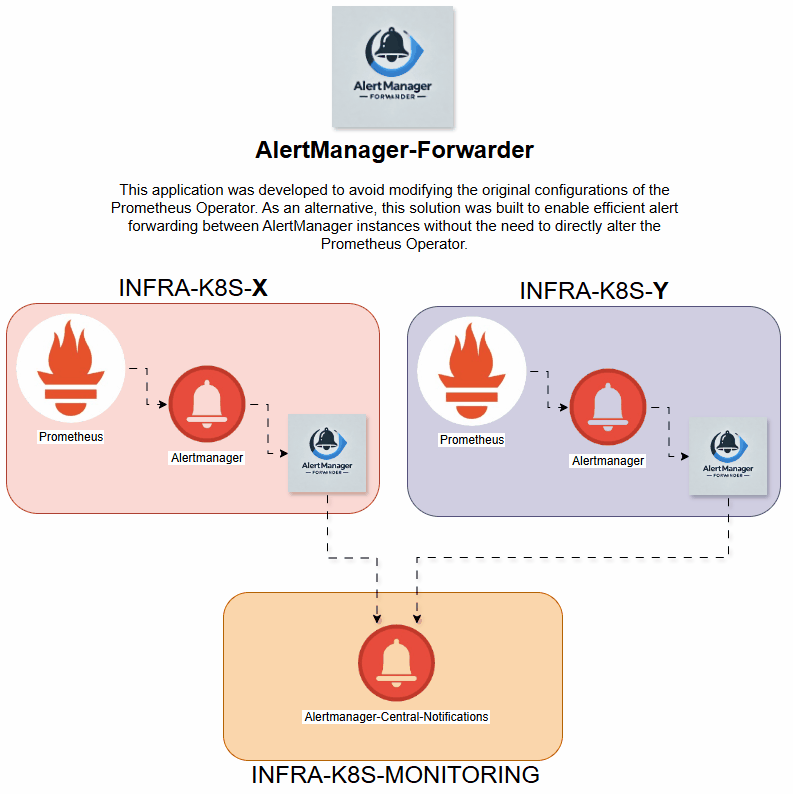 AlertManager
FORWANDER
AlertManager-Forwarder
This application was developed to avoid modifying the original configurations of the
Prometheus Operator. As an alternative, this solution was built to enable efficient alert
forwarding between AlertManager instances without the need to directly alter the
Prometheus Operator.
INFRA-K8S-X
INFRA-K8S-Y
Prometheus
Alertmanager
AlertManager
FORWANDER
Prometheus
Alertmanager
AlertManager
FORWANDER
Alertmanager-Central-Notifications
INFRA-K8S-MONITORING